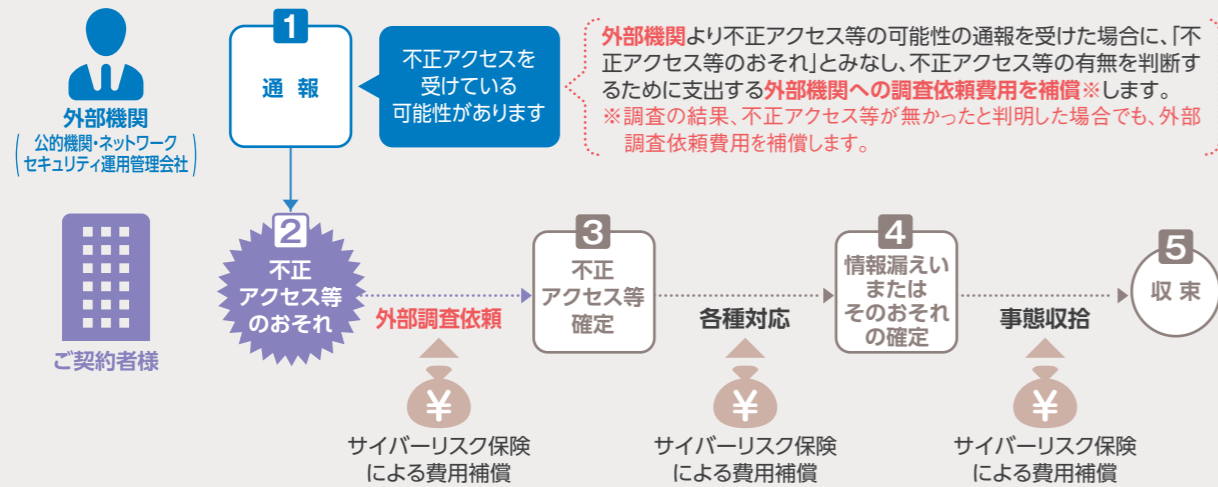 外部機関
(公的機関・ネットワーク
セキュリティ運用管理会社)
1
通 報
不正アクセスを
受けている
可能性があります
外部機関より不正アクセス等の可能性の通報を受けた場合に、「不
正アクセス等のおそれ」とみなし、不正アクセス等の有無を判断す
るために支出する外部機関への調査依頼費用を補償※します。
※調査の結果、不正アクセス等が無かったと判明した場合でも、外部
調査依頼費用を補償します。
ご契約者様
2
不正
アクセス等
のおそれ
外部調査依頼
3
不正
アクセス等
確定
各種対応
4
情報漏えい
または
そのおそれ
の確定
事態収拾
5
収 束
¥
サイバーリスク保険
による費用補償
¥
サイバーリスク保険
による費用補償
¥
サイバーリスク保険
による費用補償